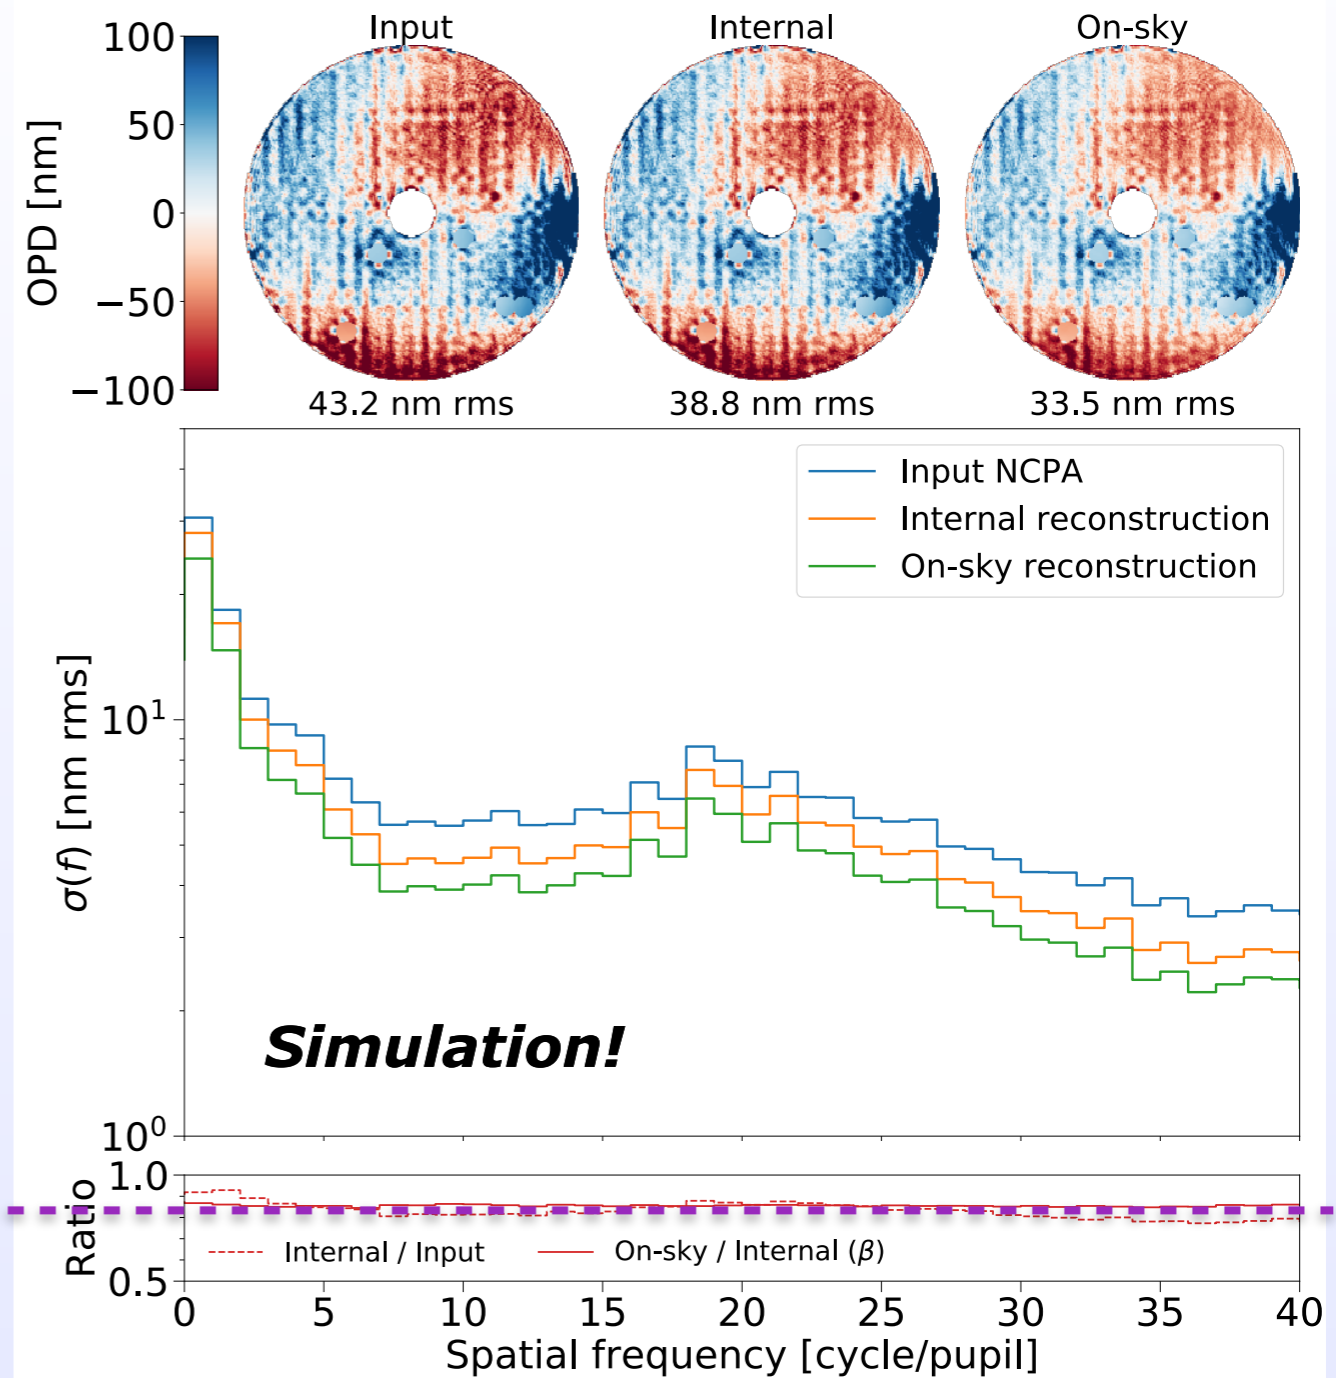 Input
Internal
On-sky
100
50
0
−50
−100
OPD [nm]
43.2 nm rms
38.8 nm rms
33.5 nm rms
Input NCPA
Internal reconstruction
On-sky reconstruction
10¹
10⁰
σ(f) [nm rms]
Simulation!
1.0
0.5
Ratio
Internal / Input
On-sky / Internal (β)
0 5 10 15 20 25 30 35 40
Spatial frequency [cycle/pupil]